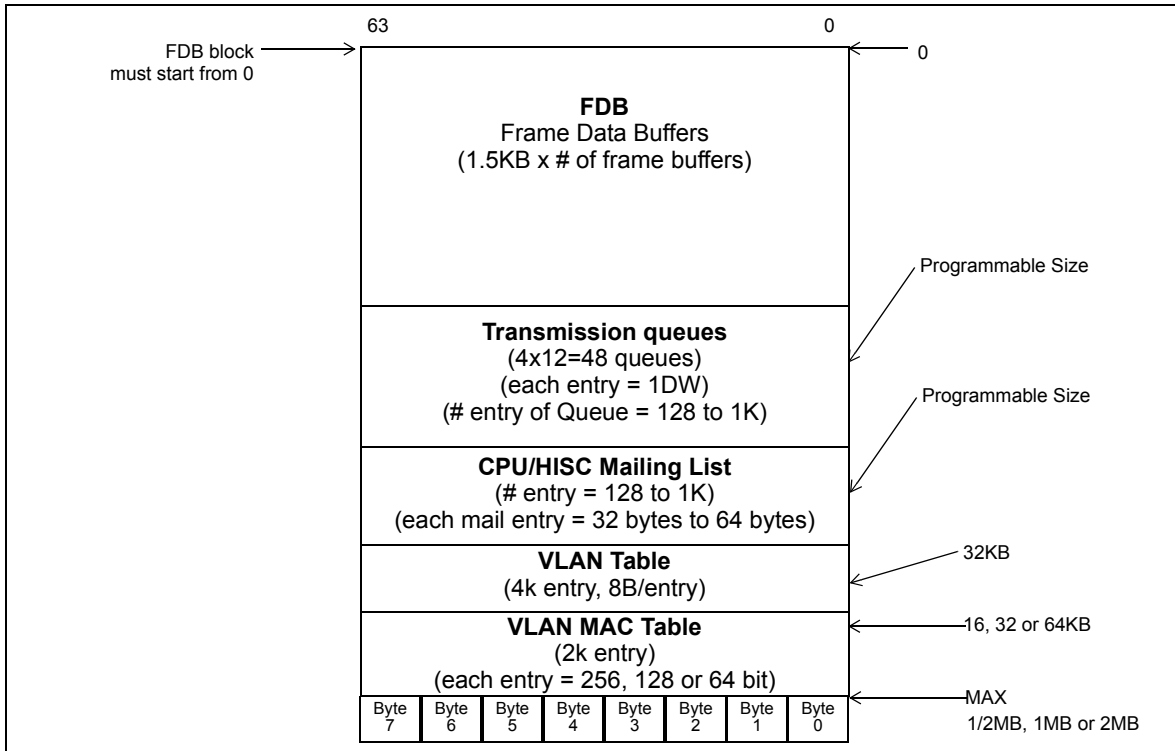 63
0
FDB block
must start from 0
0
FDB
Frame Data Buffers
(1.5KB x # of frame buffers)
Programmable Size
Transmission queues
(4x12=48 queues)
(each entry = 1DW)
(# entry of Queue = 128 to 1K)
Programmable Size
CPU/HISC Mailing List
(# entry = 128 to 1K)
(each mail entry = 32 bytes to 64 bytes)
VLAN Table
(4k entry, 8B/entry)
32KB
VLAN MAC Table
(2k entry)
(each entry = 256, 128 or 64 bit)
16, 32 or 64KB
MAX
1/2MB, 1MB or 2MB
Byte 7
Byte 6
Byte 5
Byte 4
Byte 3
Byte 2
Byte 1
Byte 0